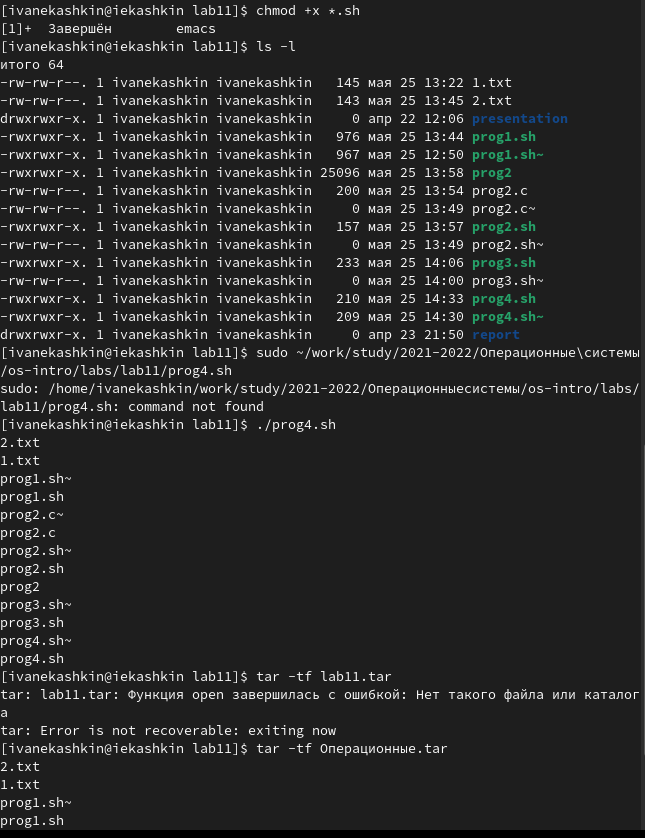 [ivanekashkin@iekashkin lab11]$ chmod +x *.sh
[1]+  Завершён        emacs
[ivanekashkin@iekashkin lab11]$ ls -l
итого 64
-rw-rw-r--. 1 ivanekashkin ivanekashkin   145 мая 25 13:22 1.txt
-rw-rw-r--. 1 ivanekashkin ivanekashkin   143 мая 25 13:45 2.txt
drwxrwxr-x. 1 ivanekashkin ivanekashkin     0 апр 22 12:06 presentation
-rwxrwxr-x. 1 ivanekashkin ivanekashkin   976 мая 25 13:44 prog1.sh
-rwxrwxr-x. 1 ivanekashkin ivanekashkin   967 мая 25 12:50 prog1.sh~
-rwxrwxr-x. 1 ivanekashkin ivanekashkin 25096 мая 25 13:58 prog2
-rw-rw-r--. 1 ivanekashkin ivanekashkin   200 мая 25 13:54 prog2.c
-rw-rw-r--. 1 ivanekashkin ivanekashkin     0 мая 25 13:49 prog2.c~
-rwxrwxr-x. 1 ivanekashkin ivanekashkin   157 мая 25 13:57 prog2.sh
-rw-rw-r--. 1 ivanekashkin ivanekashkin     0 мая 25 13:49 prog2.sh~
-rwxrwxr-x. 1 ivanekashkin ivanekashkin   233 мая 25 14:06 prog3.sh
-rw-rw-r--. 1 ivanekashkin ivanekashkin     0 мая 25 14:00 prog3.sh~
-rwxrwxr-x. 1 ivanekashkin ivanekashkin   210 мая 25 14:33 prog4.sh
-rwxrwxr-x. 1 ivanekashkin ivanekashkin   209 мая 25 14:30 prog4.sh~
drwxrwxr-x. 1 ivanekashkin ivanekashkin     0 апр 23 21:50 report
[ivanekashkin@iekashkin lab11]$ sudo ~/work/study/2021-2022/Операционные\системы
/os-intro/labs/lab11/prog4.sh
sudo: /home/ivanekashkin/work/study/2021-2022/Операционныесистемы/os-intro/labs/
lab11/prog4.sh: command not found
[ivanekashkin@iekashkin lab11]$ ./prog4.sh
2.txt
1.txt
prog1.sh~
prog1.sh
prog2.c~
prog2.c
prog2.sh~
prog2.sh
prog2
prog3.sh~
prog3.sh
prog4.sh~
prog4.sh
[ivanekashkin@iekashkin lab11]$ tar -tf lab11.tar
tar: lab11.tar: Функция open завершилась с ошибкой: Нет такого файла или каталог
а
tar: Error is not recoverable: exiting now
[ivanekashkin@iekashkin lab11]$ tar -tf Операционные.tar
2.txt
1.txt
prog1.sh~
prog1.sh